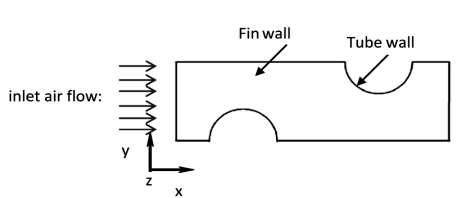 Fin wall
Tube wall
inlet air flow:
y
z
x